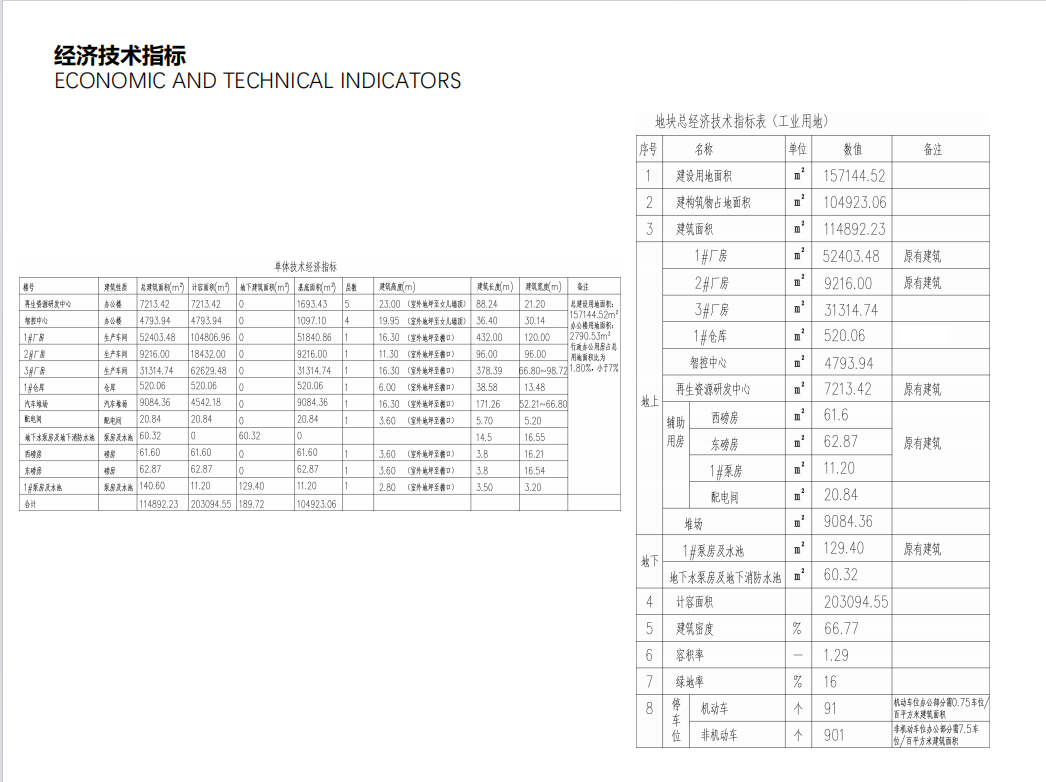 经济技术指标
ECONOMIC AND TECHNICAL INDICATORS
单体技术经济指标
楼号 建筑性质 总建筑面积(m²) 计容面积(m²) 地下建筑面积(m²) 基底面积(m²) 总数 建筑高度(m) 建筑长度(m) 建筑宽度(m) 备注
再生资源研发中心 办公楼 7213.42 7213.42 0 1693.43 5 23.00 (室外地坪至女儿墙顶) 88.24 21.20
智控中心 办公楼 4793.94 4793.94 0 1097.10 4 19.95 (室外地坪至女儿墙顶) 36.40 30.14
1#厂房 生产车间 52403.48 104806.96 0 51840.86 1 16.30 (室外地坪至檐口) 432.00 120.00
2#厂房 生产车间 9216.00 18432.00 0 9216.00 1 11.30 (室外地坪至檐口) 96.00 96.00
3#厂房 生产车间 31314.74 62629.48 0 31314.74 1 16.30 (室外地坪至檐口) 378.39 66.80~98.72
1#仓库 仓库 520.06 520.06 0 520.06 1 6.00 (室外地坪至檐口) 38.58 13.48
汽车堆场 汽车堆场 9084.36 4542.18 0 9084.36 1 16.30 (室外地坪至檐口) 171.26 52.21~66.80
配电间 配电间 20.84 20.84 0 20.84 1 3.60 (室外地坪至檐口) 5.70 5.20
地下水泵房及地下消防水池 泵房及水池 60.32 0 60.32 0 14.5 16.55
西磅房 磅房 61.60 61.60 0 61.60 1 3.60 (室外地坪至檐口) 3.8 16.21
东磅房 磅房 62.87 62.87 0 62.87 1 3.60 (室外地坪至檐口) 3.8 16.54
1#泵房及水池 泵房及水池 140.60 11.20 129.40 11.20 1 2.80 (室外地坪至檐口) 3.50 3.20
合计 114892.23 203094.55 189.72 104923.06
总建设用地面积:
157144.52m²
办公楼用地面积:
2790.53m²
行政办公用房占总
用地面积比为
1.80%, 小于7%
地块总经济技术指标表（工业用地）
序号 名称 单位 数值 备注
1 建设用地面积 m² 157144.52
2 建构筑物占地面积 m² 104923.06
3 建筑面积 m² 114892.23
地上
1#厂房 m² 52403.48 原有建筑
2#厂房 m² 9216.00 原有建筑
3#厂房 m² 31314.74
1#仓库 m² 520.06
智控中心 m² 4793.94
再生资源研发中心 m² 7213.42 原有建筑
辅助
用房
西磅房 m² 61.6
东磅房 m² 62.87 原有建筑
1#泵房 m² 11.20
配电间 m² 20.84
堆场 m² 9084.36
地下
1#泵房及水池 m² 129.40 原有建筑
地下水泵房及地下消防水池 m² 60.32
4 计容面积 203094.55
5 建筑密度 % 66.77
6 容积率 — 1.29
7 绿地率 % 16
8 停车位 机动车 个 91 机动车位办公部分需0.75车位/
百平方米建筑面积
非机动车 个 901 非机动车位办公部分需7.5车
位/百平方米建筑面积